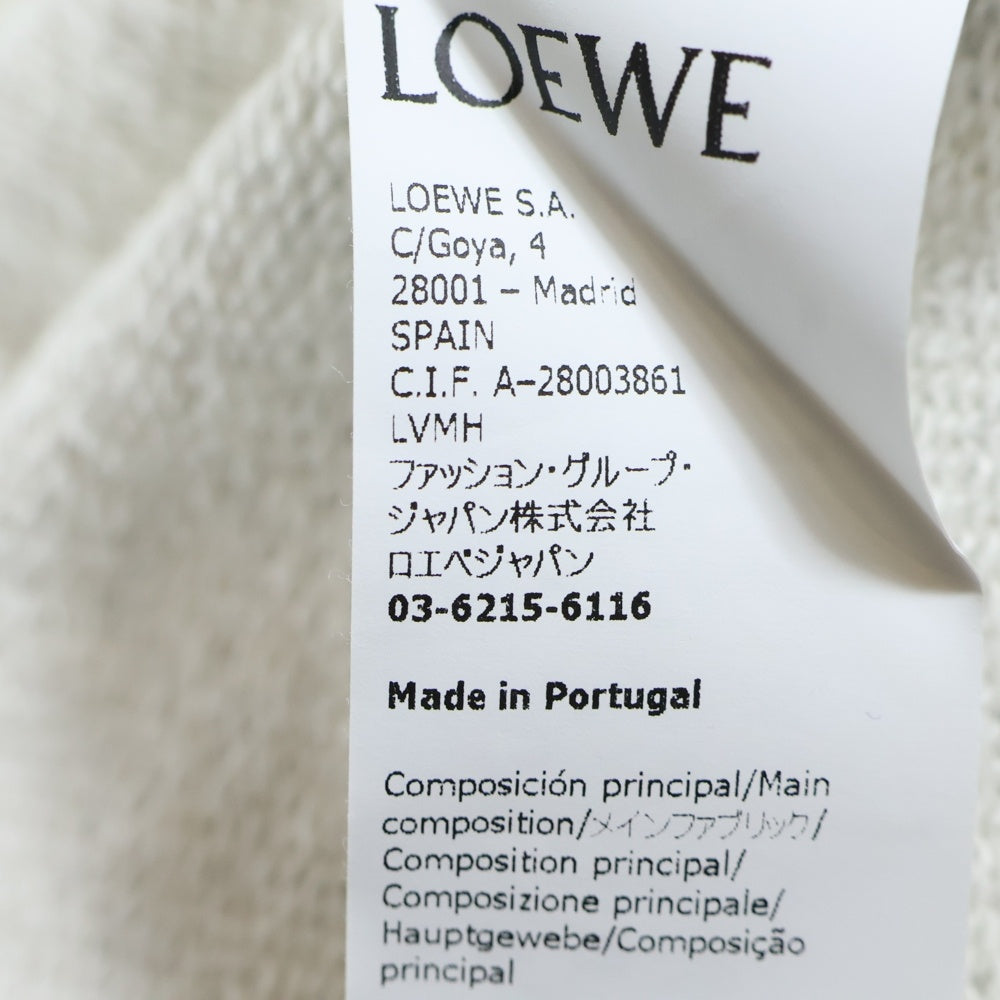 LOEWE
LOEWE S.A.
C/Goya, 4
28001 – Madrid
SPAIN
C.I.F. A–28003861
LVMH
ファッション・グループ・
ジャパン株式会社
ロエベジャパン
03-6215-6116
Made in Portugal
Composición principal/Main
composition/メインファブリック/
Composition principal/
Composizione principale/
Hauptgewebe/Composição
principal